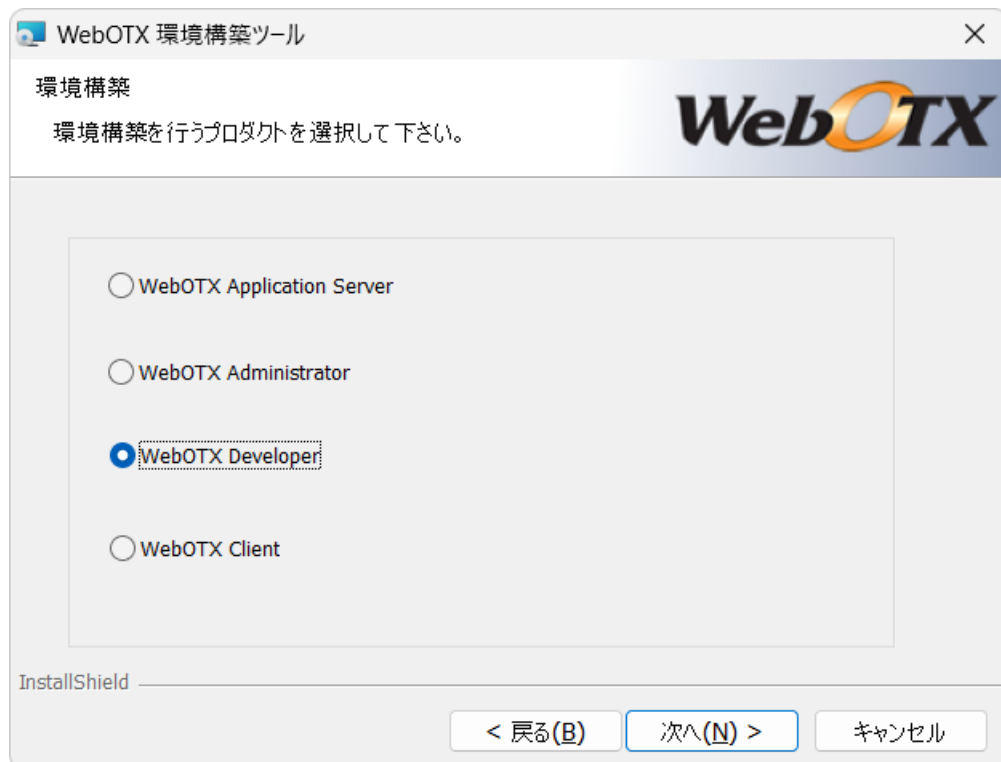 WebOTX 環境構築ツール
環境構築
環境構築を行うプロダクトを選択して下さい。
WebOTX
WebOTX Application Server
WebOTX Administrator
WebOTX Developer
WebOTX Client
InstallShield
< 戻る(B)
次へ(N) >
キャンセル